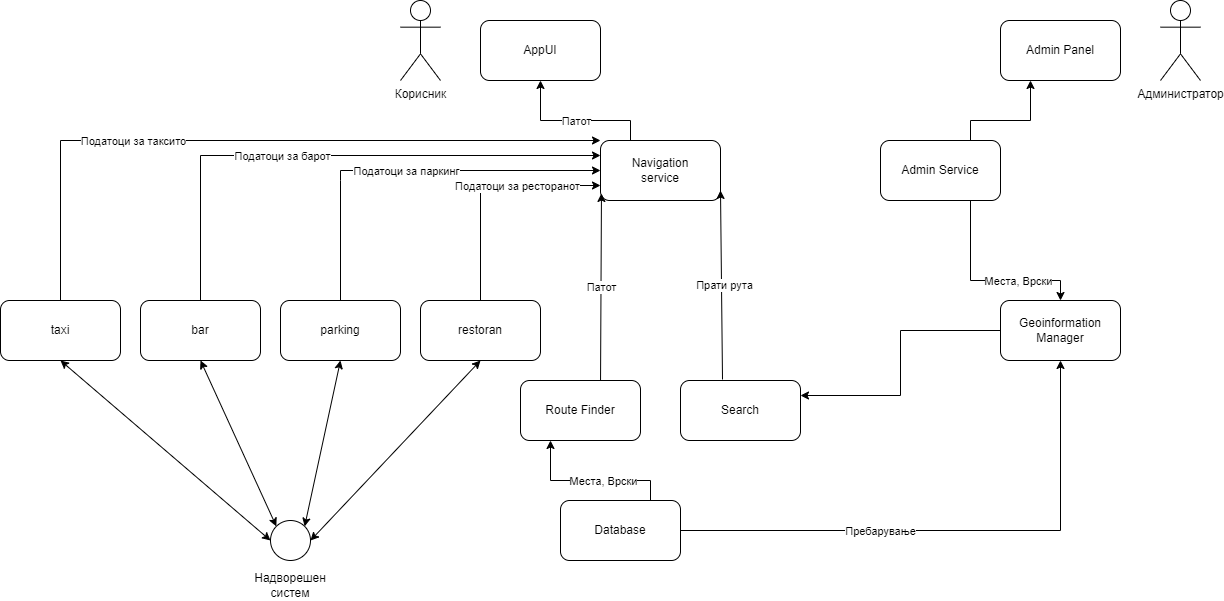 AppUI
Admin Panel
Корисник
Администратор
Патот
Податоци за таксито
Податоци за барот
Податоци за паркинг
Податоци за ресторанот
Navigation
service
Admin Service
Места, Врски
Патот
Прати рута
taxi
bar
parking
restoran
Geoinformation
Manager
Route Finder
Search
Места, Врски
Database
Пребарување
Надворешен
систем